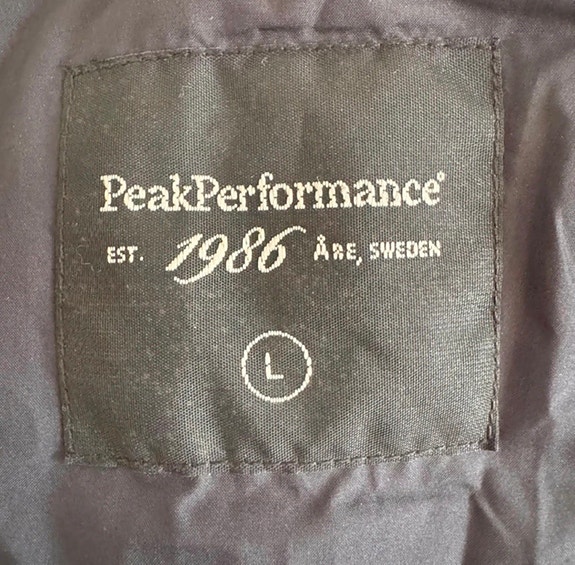 PeakPerformance®
EST. 1986 ÅRE, SWEDEN
L